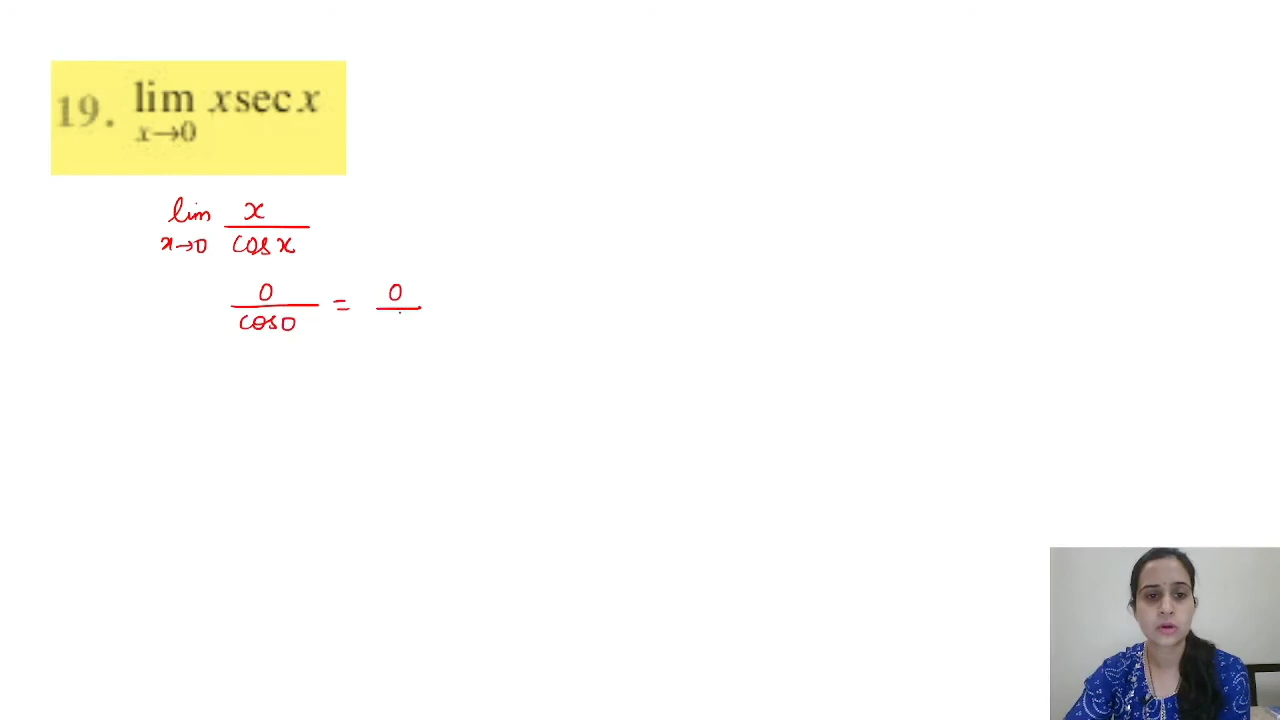 19. lim x sec x
x→0
lim x
x→0 cos x
0 = 0
cos 0